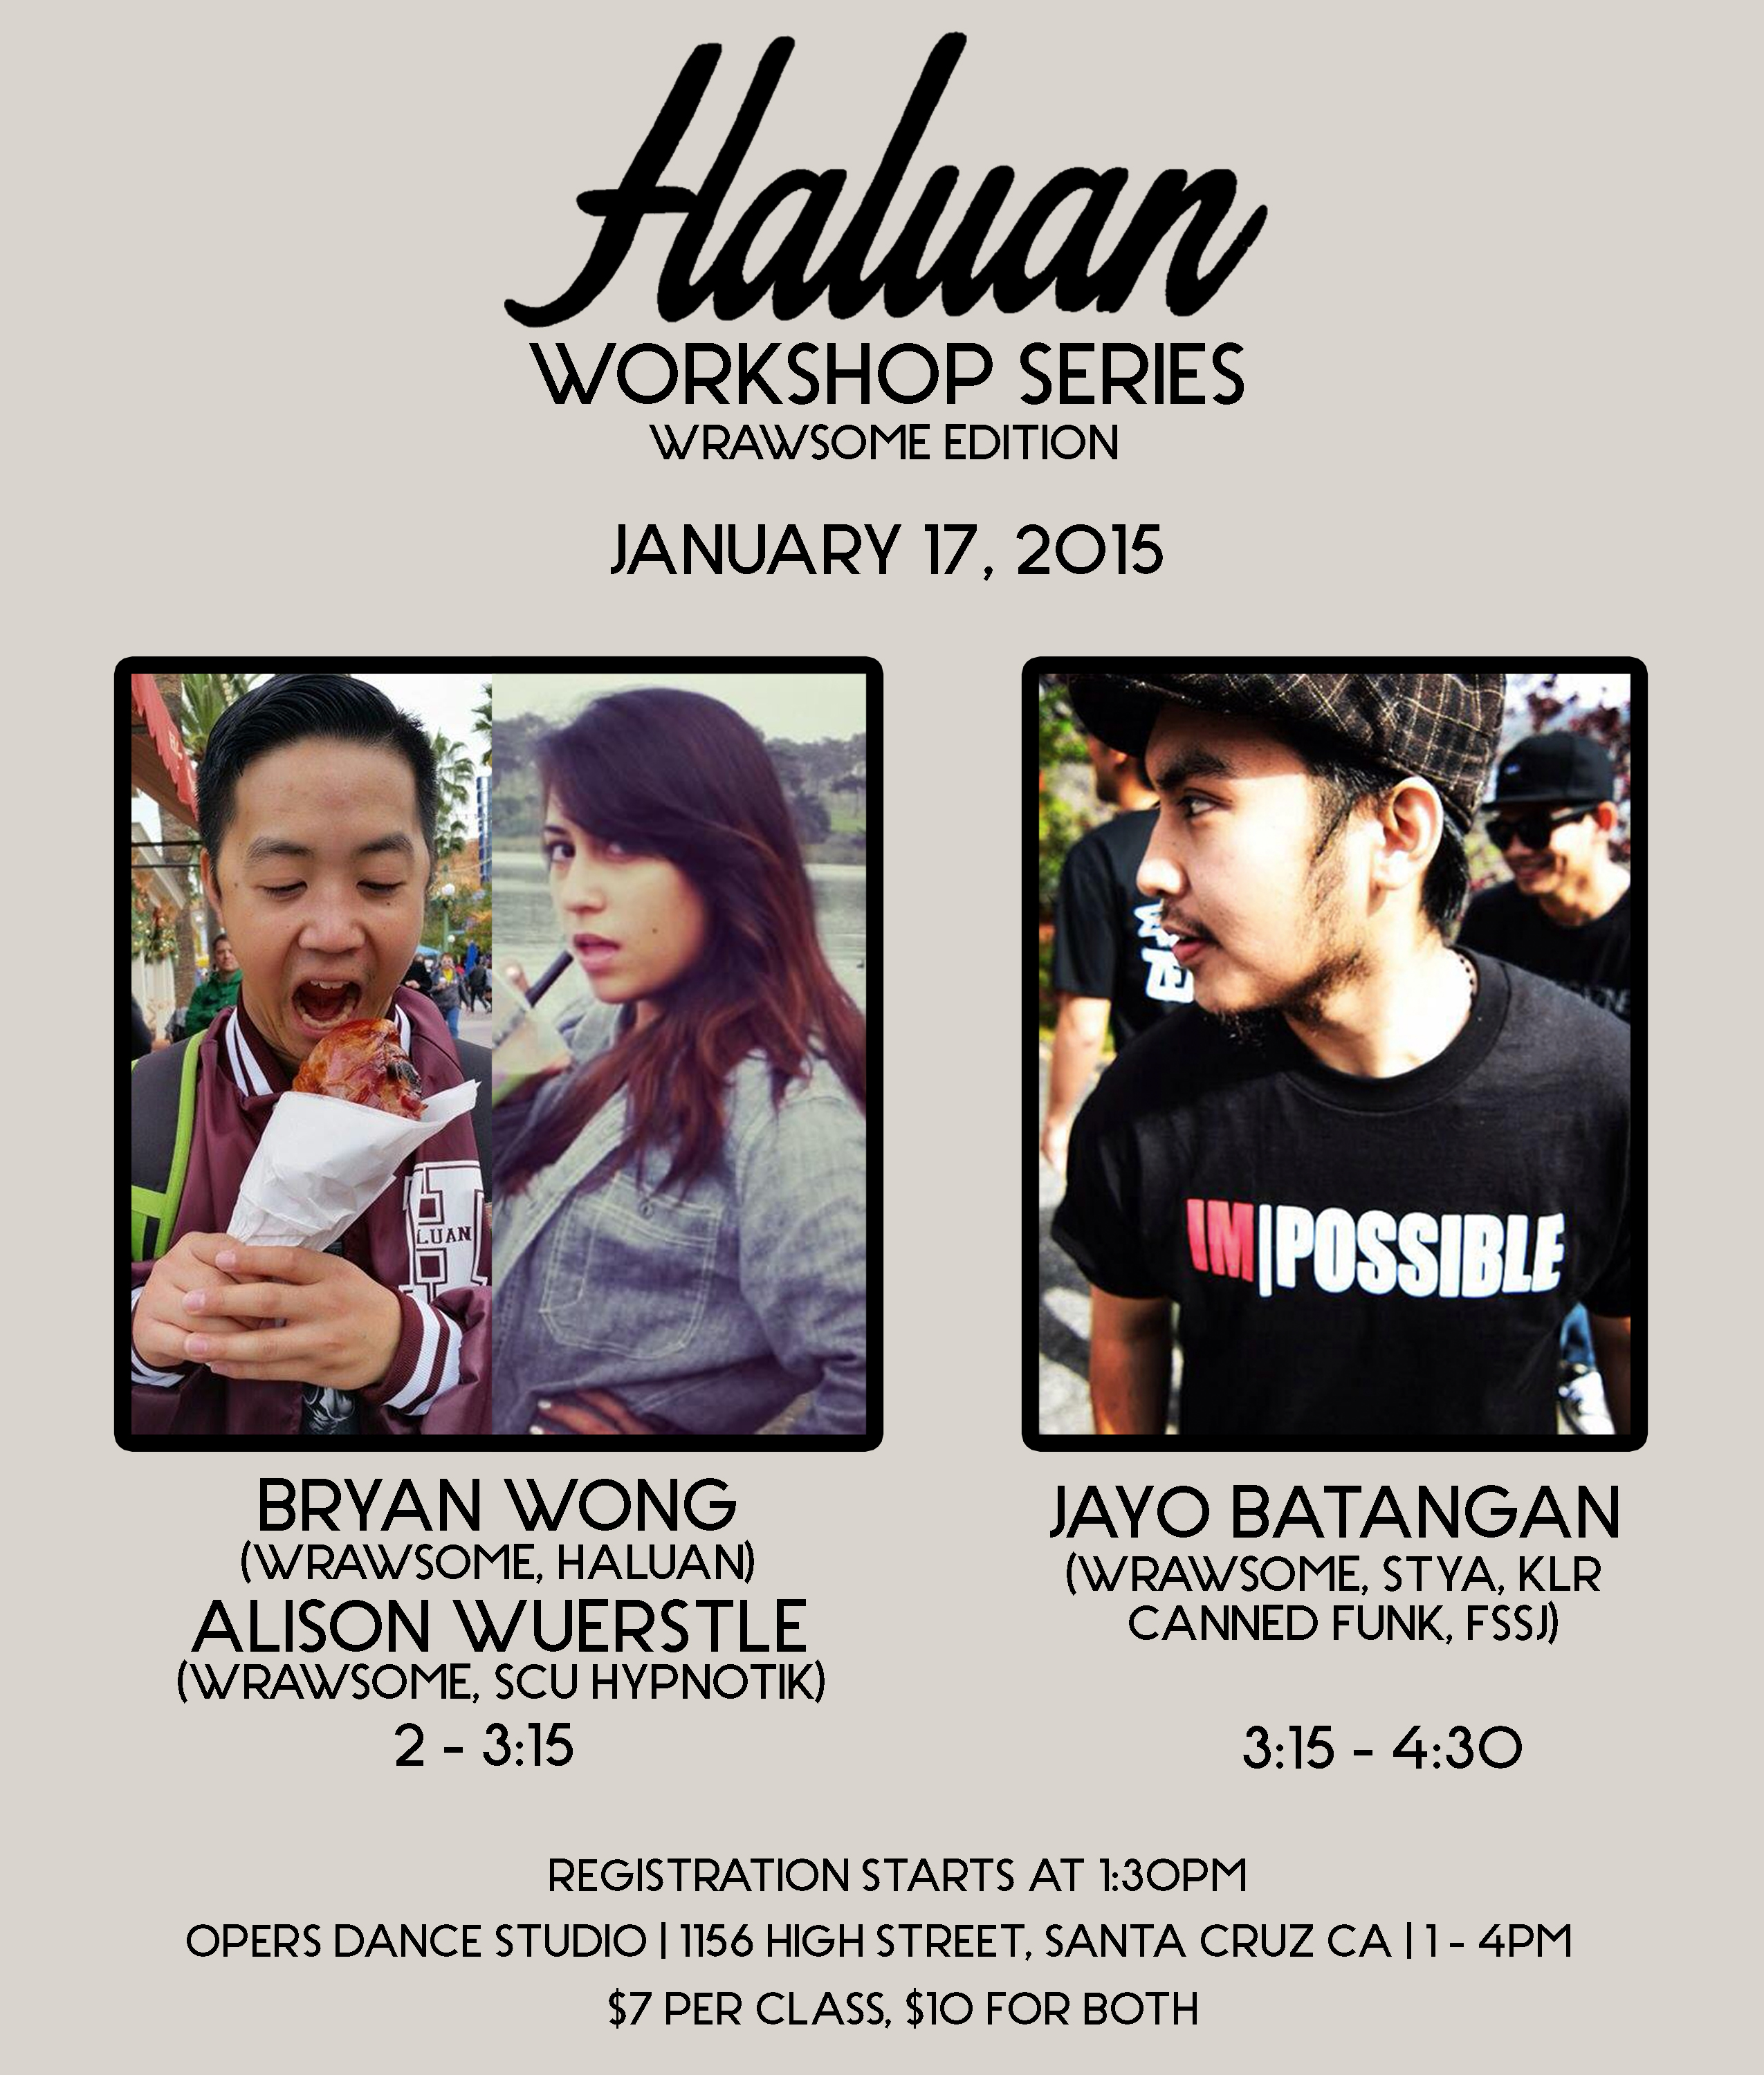 Haluan
WORKSHOP SERIES
WRAWSOME EDITION
JANUARY 17, 2015
LUAN
IM|POSSIBLE
BRYAN WONG
(WRAWSOME, HALUAN)
ALISON WUERSTLE
(WRAWSOME, SCU HYPNOTIK)
2 - 3:15
JAYO BATANGAN
(WRAWSOME, STYA, KLR
CANNED FUNK, FSSJ)
3:15 - 4:30
REGISTRATION STARTS AT 1:30PM
OPERS DANCE STUDIO | 1156 HIGH STREET, SANTA CRUZ CA | 1 - 4PM
$7 PER CLASS, $10 FOR BOTH